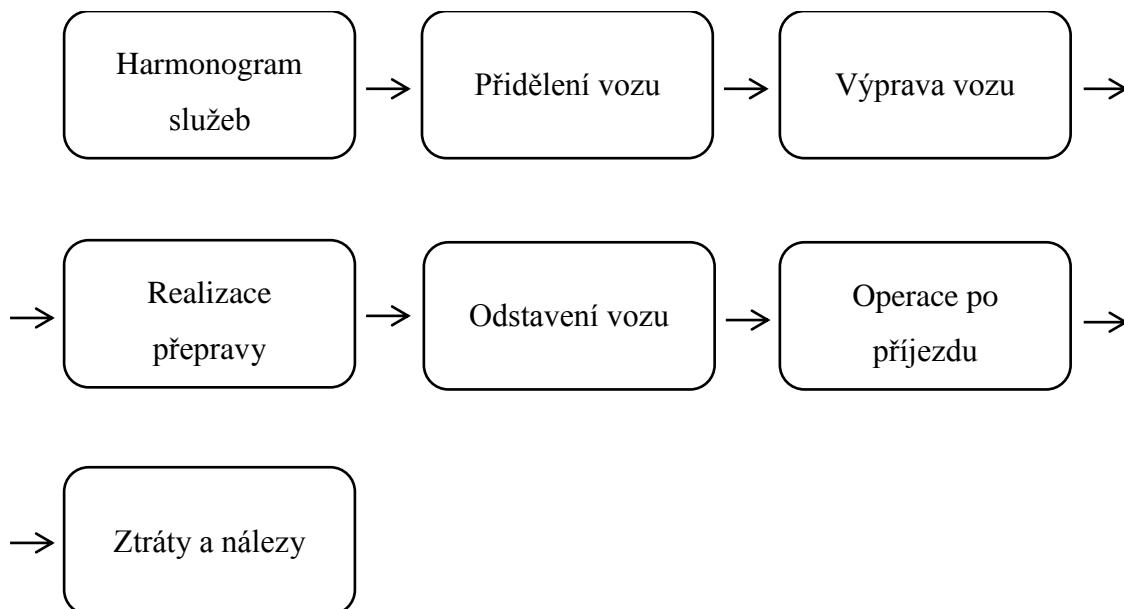 Harmonogram
služeb
Přidělení vozu
Výprava vozu
Realizace
přepravy
Odstavení vozu
Operace po
příjezdu
Ztráty a nálezy